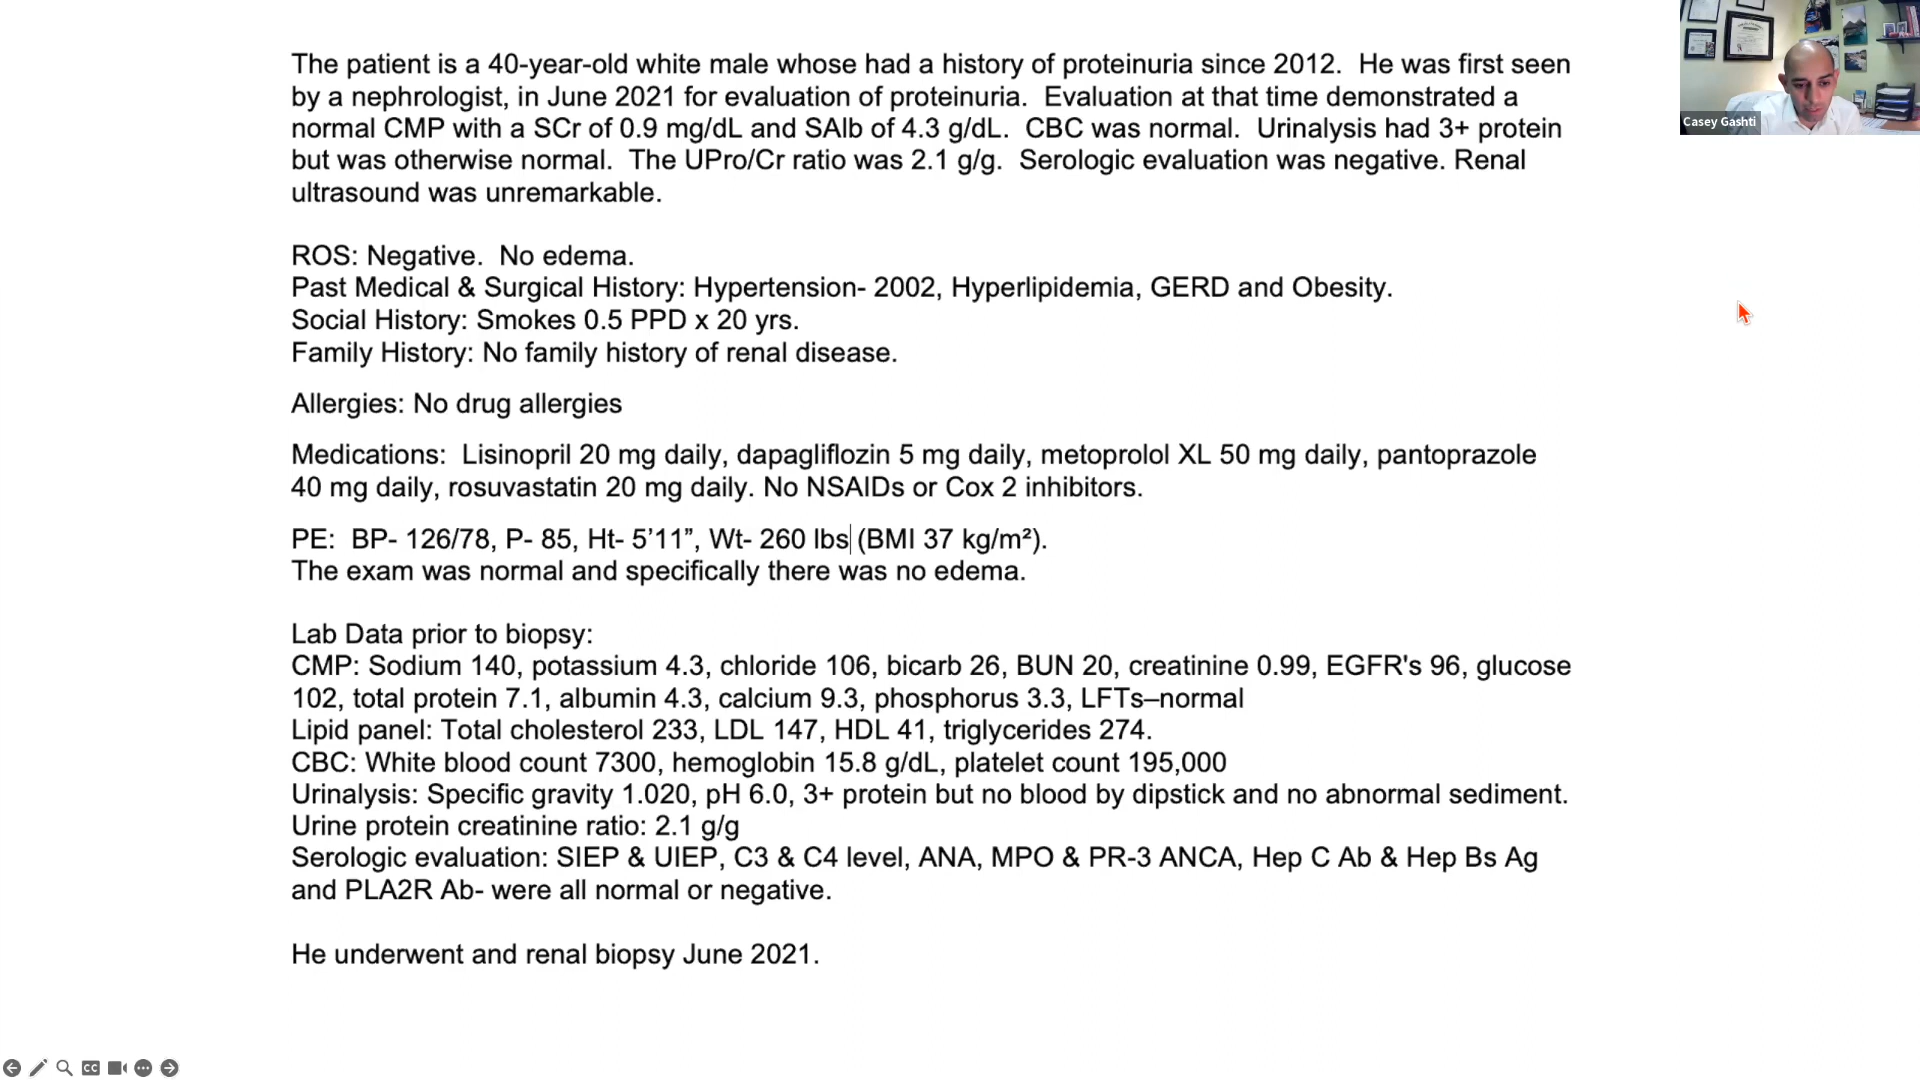 The patient is a 40-year-old white male whose had a history of proteinuria since 2012.  He was first seen
by a nephrologist, in June 2021 for evaluation of proteinuria.  Evaluation at that time demonstrated a
normal CMP with a SCr of 0.9 mg/dL and SAlb of 4.3 g/dL.  CBC was normal.  Urinalysis had 3+ protein
but was otherwise normal.  The UPro/Cr ratio was 2.1 g/g.  Serologic evaluation was negative. Renal
ultrasound was unremarkable.
Casey Gashti
ROS: Negative.  No edema.
Past Medical & Surgical History: Hypertension- 2002, Hyperlipidemia, GERD and Obesity.
Social History: Smokes 0.5 PPD x 20 yrs.
Family History: No family history of renal disease.
Allergies: No drug allergies
Medications:  Lisinopril 20 mg daily, dapagliflozin 5 mg daily, metoprolol XL 50 mg daily, pantoprazole
40 mg daily, rosuvastatin 20 mg daily. No NSAIDs or Cox 2 inhibitors.
PE:  BP- 126/78, P- 85, Ht- 5’11”, Wt- 260 lbs (BMI 37 kg/m²).
The exam was normal and specifically there was no edema.
Lab Data prior to biopsy:
CMP: Sodium 140, potassium 4.3, chloride 106, bicarb 26, BUN 20, creatinine 0.99, EGFR's 96, glucose
102, total protein 7.1, albumin 4.3, calcium 9.3, phosphorus 3.3, LFTs–normal
Lipid panel: Total cholesterol 233, LDL 147, HDL 41, triglycerides 274.
CBC: White blood count 7300, hemoglobin 15.8 g/dL, platelet count 195,000
Urinalysis: Specific gravity 1.020, pH 6.0, 3+ protein but no blood by dipstick and no abnormal sediment.
Urine protein creatinine ratio: 2.1 g/g
Serologic evaluation: SIEP & UIEP, C3 & C4 level, ANA, MPO & PR-3 ANCA, Hep C Ab & Hep Bs Ag
and PLA2R Ab- were all normal or negative.
He underwent and renal biopsy June 2021.
CC